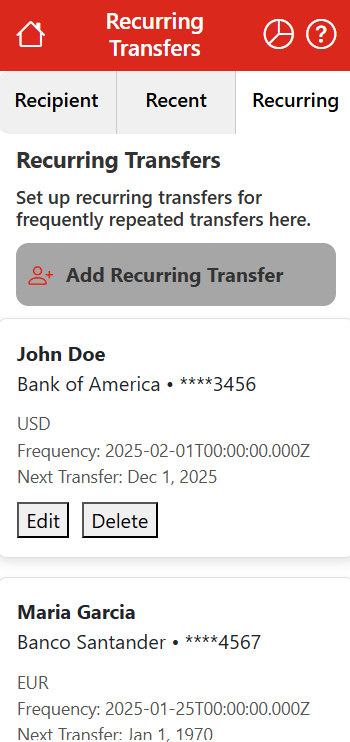 Recurring
Transfers
Recipient
Recent
Recurring
Recurring Transfers
Set up recurring transfers for
frequently repeated transfers here.
Add Recurring Transfer
John Doe
Bank of America • ****3456
USD
Frequency: 2025-02-01T00:00:00.000Z
Next Transfer: Dec 1, 2025
Edit
Delete
Maria Garcia
Banco Santander • ****4567
EUR
Frequency: 2025-01-25T00:00:00.000Z
Next Transfer: Jan 1, 1970